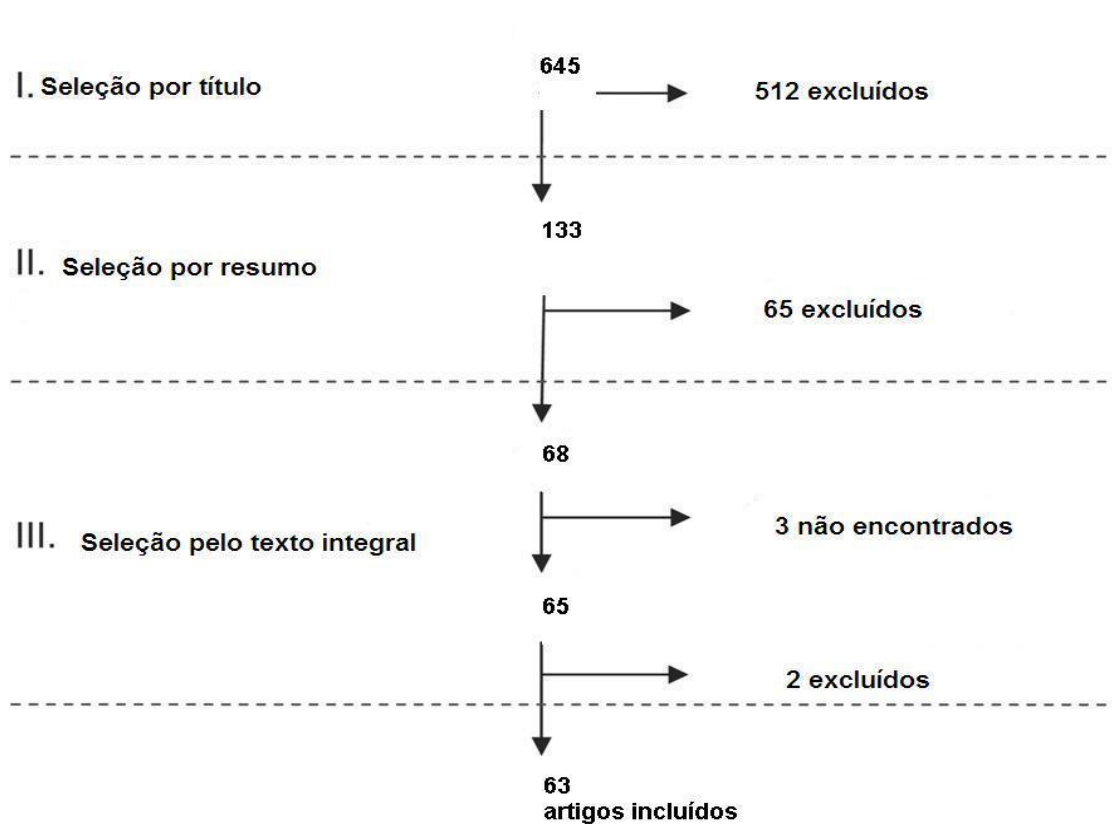 645
I. Seleção por título
512 excluídos
133
II. Seleção por resumo
65 excluídos
68
3 não encontrados
III. Seleção pelo texto integral
65
2 excluídos
63
artigos incluídos